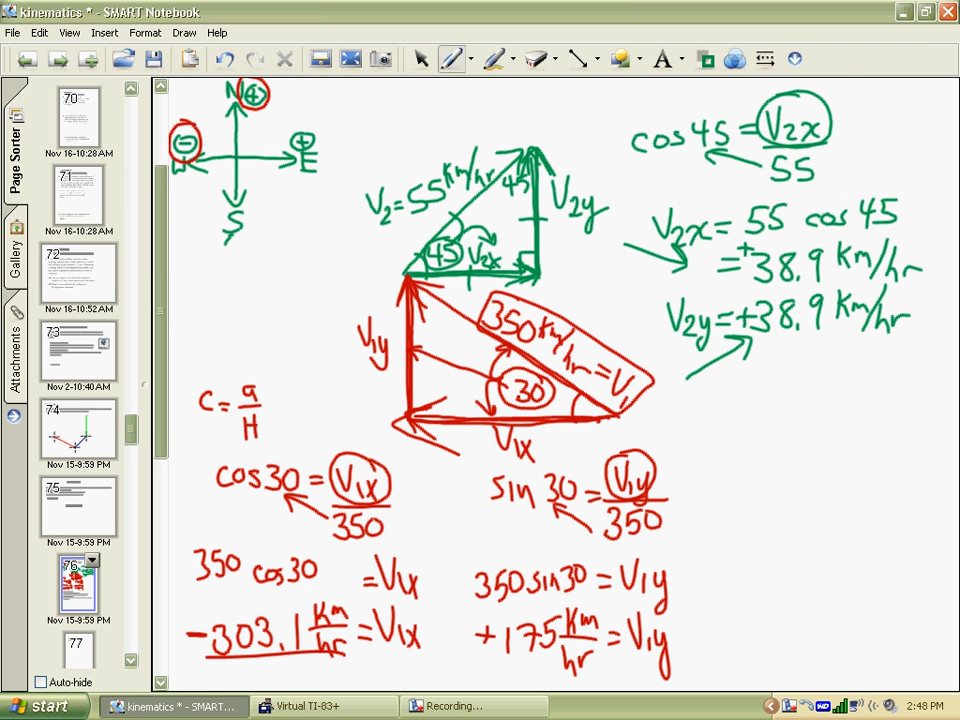 kinematics * - SMART Notebook
File Edit View Insert Format Draw Help
Page Sorter
Gallery
Attachments
70
Nov 16-10:28 AM
71
Nov 16-10:28 AM
72
Nov 16-10:52 AM
73
Nov 2-10:40 AM
74
Nov 15-9:59 PM
75
Nov 15-9:59 PM
76
Nov 15-9:59 PM
77
Auto-hide
N +
- W
+ E
S
V2 = 55 km/hr
45
45
V2x
V2y
cos 45 = V2x / 55
V2x = 55 cos 45
= +38.9 Km/hr
V2y = +38.9 Km/hr
V1y
350 Km/hr = V1
30
V1x
C = a / H
cos 30 = V1x / 350
sin 30 = V1y / 350
350 cos 30 = V1x
350 sin 30 = V1y
-303.1 Km/hr = V1x
+175 Km/hr = V1y
start
kinematics * - SMART...
Virtual TI-83+
Recording...
2:48 PM